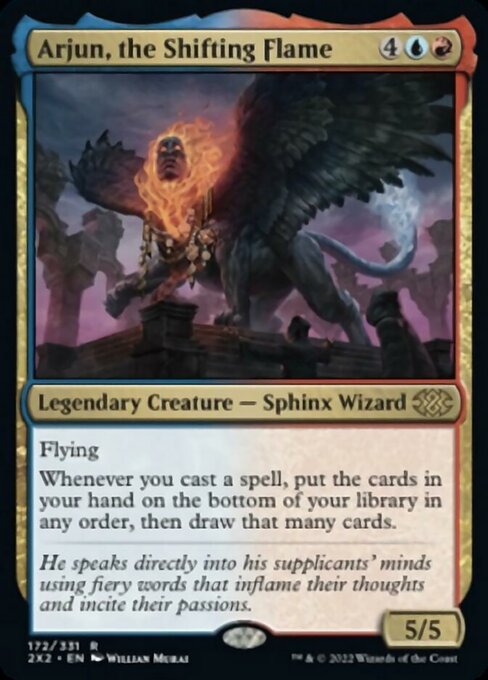 Arjun, the Shifting Flame 4
Legendary Creature — Sphinx Wizard
Flying
Whenever you cast a spell, put the cards in
your hand on the bottom of your library in
any order, then draw that many cards.
He speaks directly into his supplicants' minds
using fiery words that inflame their thoughts
and incite their passions.
5/5
172/331 R
2X2 • EN Willian Murai
™ & © 2022 Wizards of the Coast